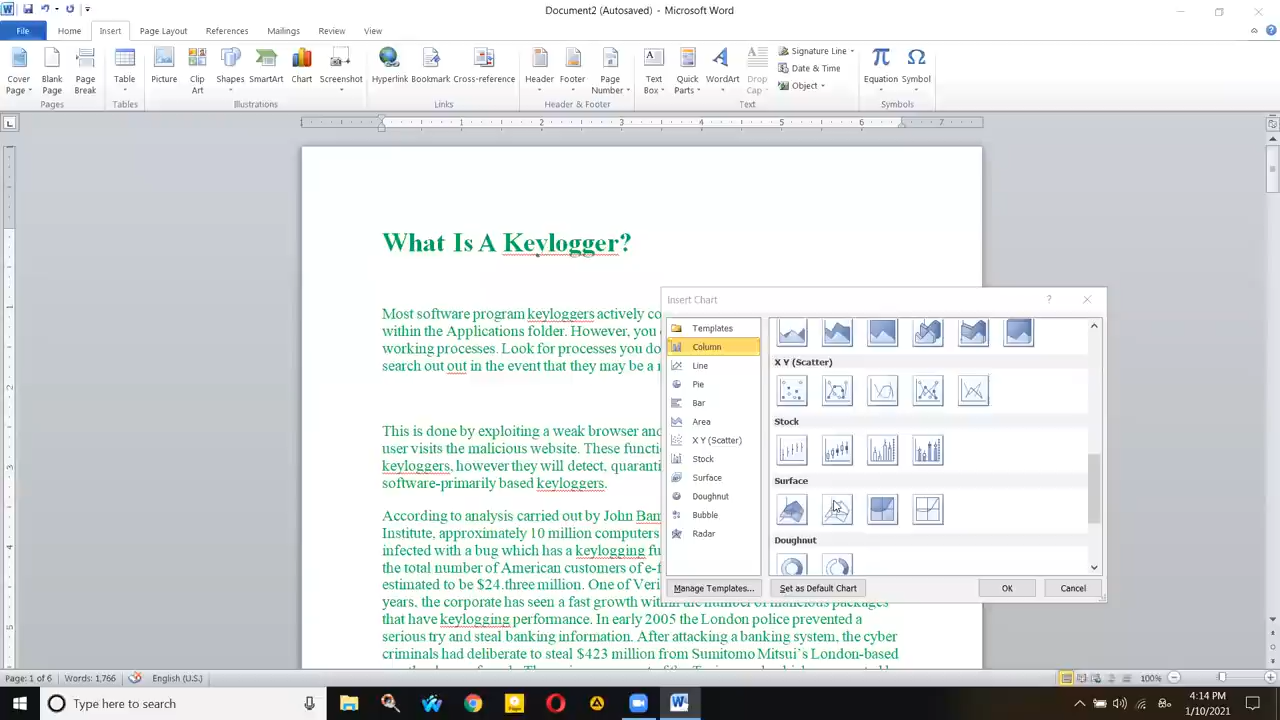 Document2 (Autosaved) - Microsoft Word
File Home Insert Page Layout References Mailings Review View
Cover Page Blank Page Page Break
Pages
Table
Tables
Picture Clip Art Shapes SmartArt Chart Screenshot
Illustrations
Hyperlink Bookmark Cross-reference
Links
Header Footer Page Number
Header & Footer
Text Box Quick Parts WordArt Drop Cap
Signature Line
Date & Time
Object
Text
Equation Symbol
Symbols
1 2 3 4 5 6 7
What Is A Keylogger?
Most software program keyloggers actively co
within the Applications folder. However, you
working processes. Look for processes you do
search out out in the event that they may be a
This is done by exploiting a weak browser and
user visits the malicious website. These functi
keyloggers, however they will detect, quaranti
software-primarily based keyloggers.
According to analysis carried out by John Bam
Institute, approximately 10 million computers
infected with a bug which has a keylogging fu
the total number of American customers of e-f
estimated to be $24.three million. One of Veri
years, the corporate has seen a fast growth within the number of malicious packages
that have keylogging performance. In early 2005 the London police prevented a
serious try and steal banking information. After attacking a banking system, the cyber
criminals had deliberate to steal $423 million from Sumitomo Mitsui's London-based
Insert Chart
Templates
Column
Line
Pie
Bar
Area
X Y (Scatter)
Stock
Surface
Doughnut
Bubble
Radar
X Y (Scatter)
Stock
Surface
Doughnut
Manage Templates... Set as Default Chart OK Cancel
Page: 1 of 6 Words: 1,766 English (U.S.) 100%
Type here to search
4:14 PM
1/10/2021